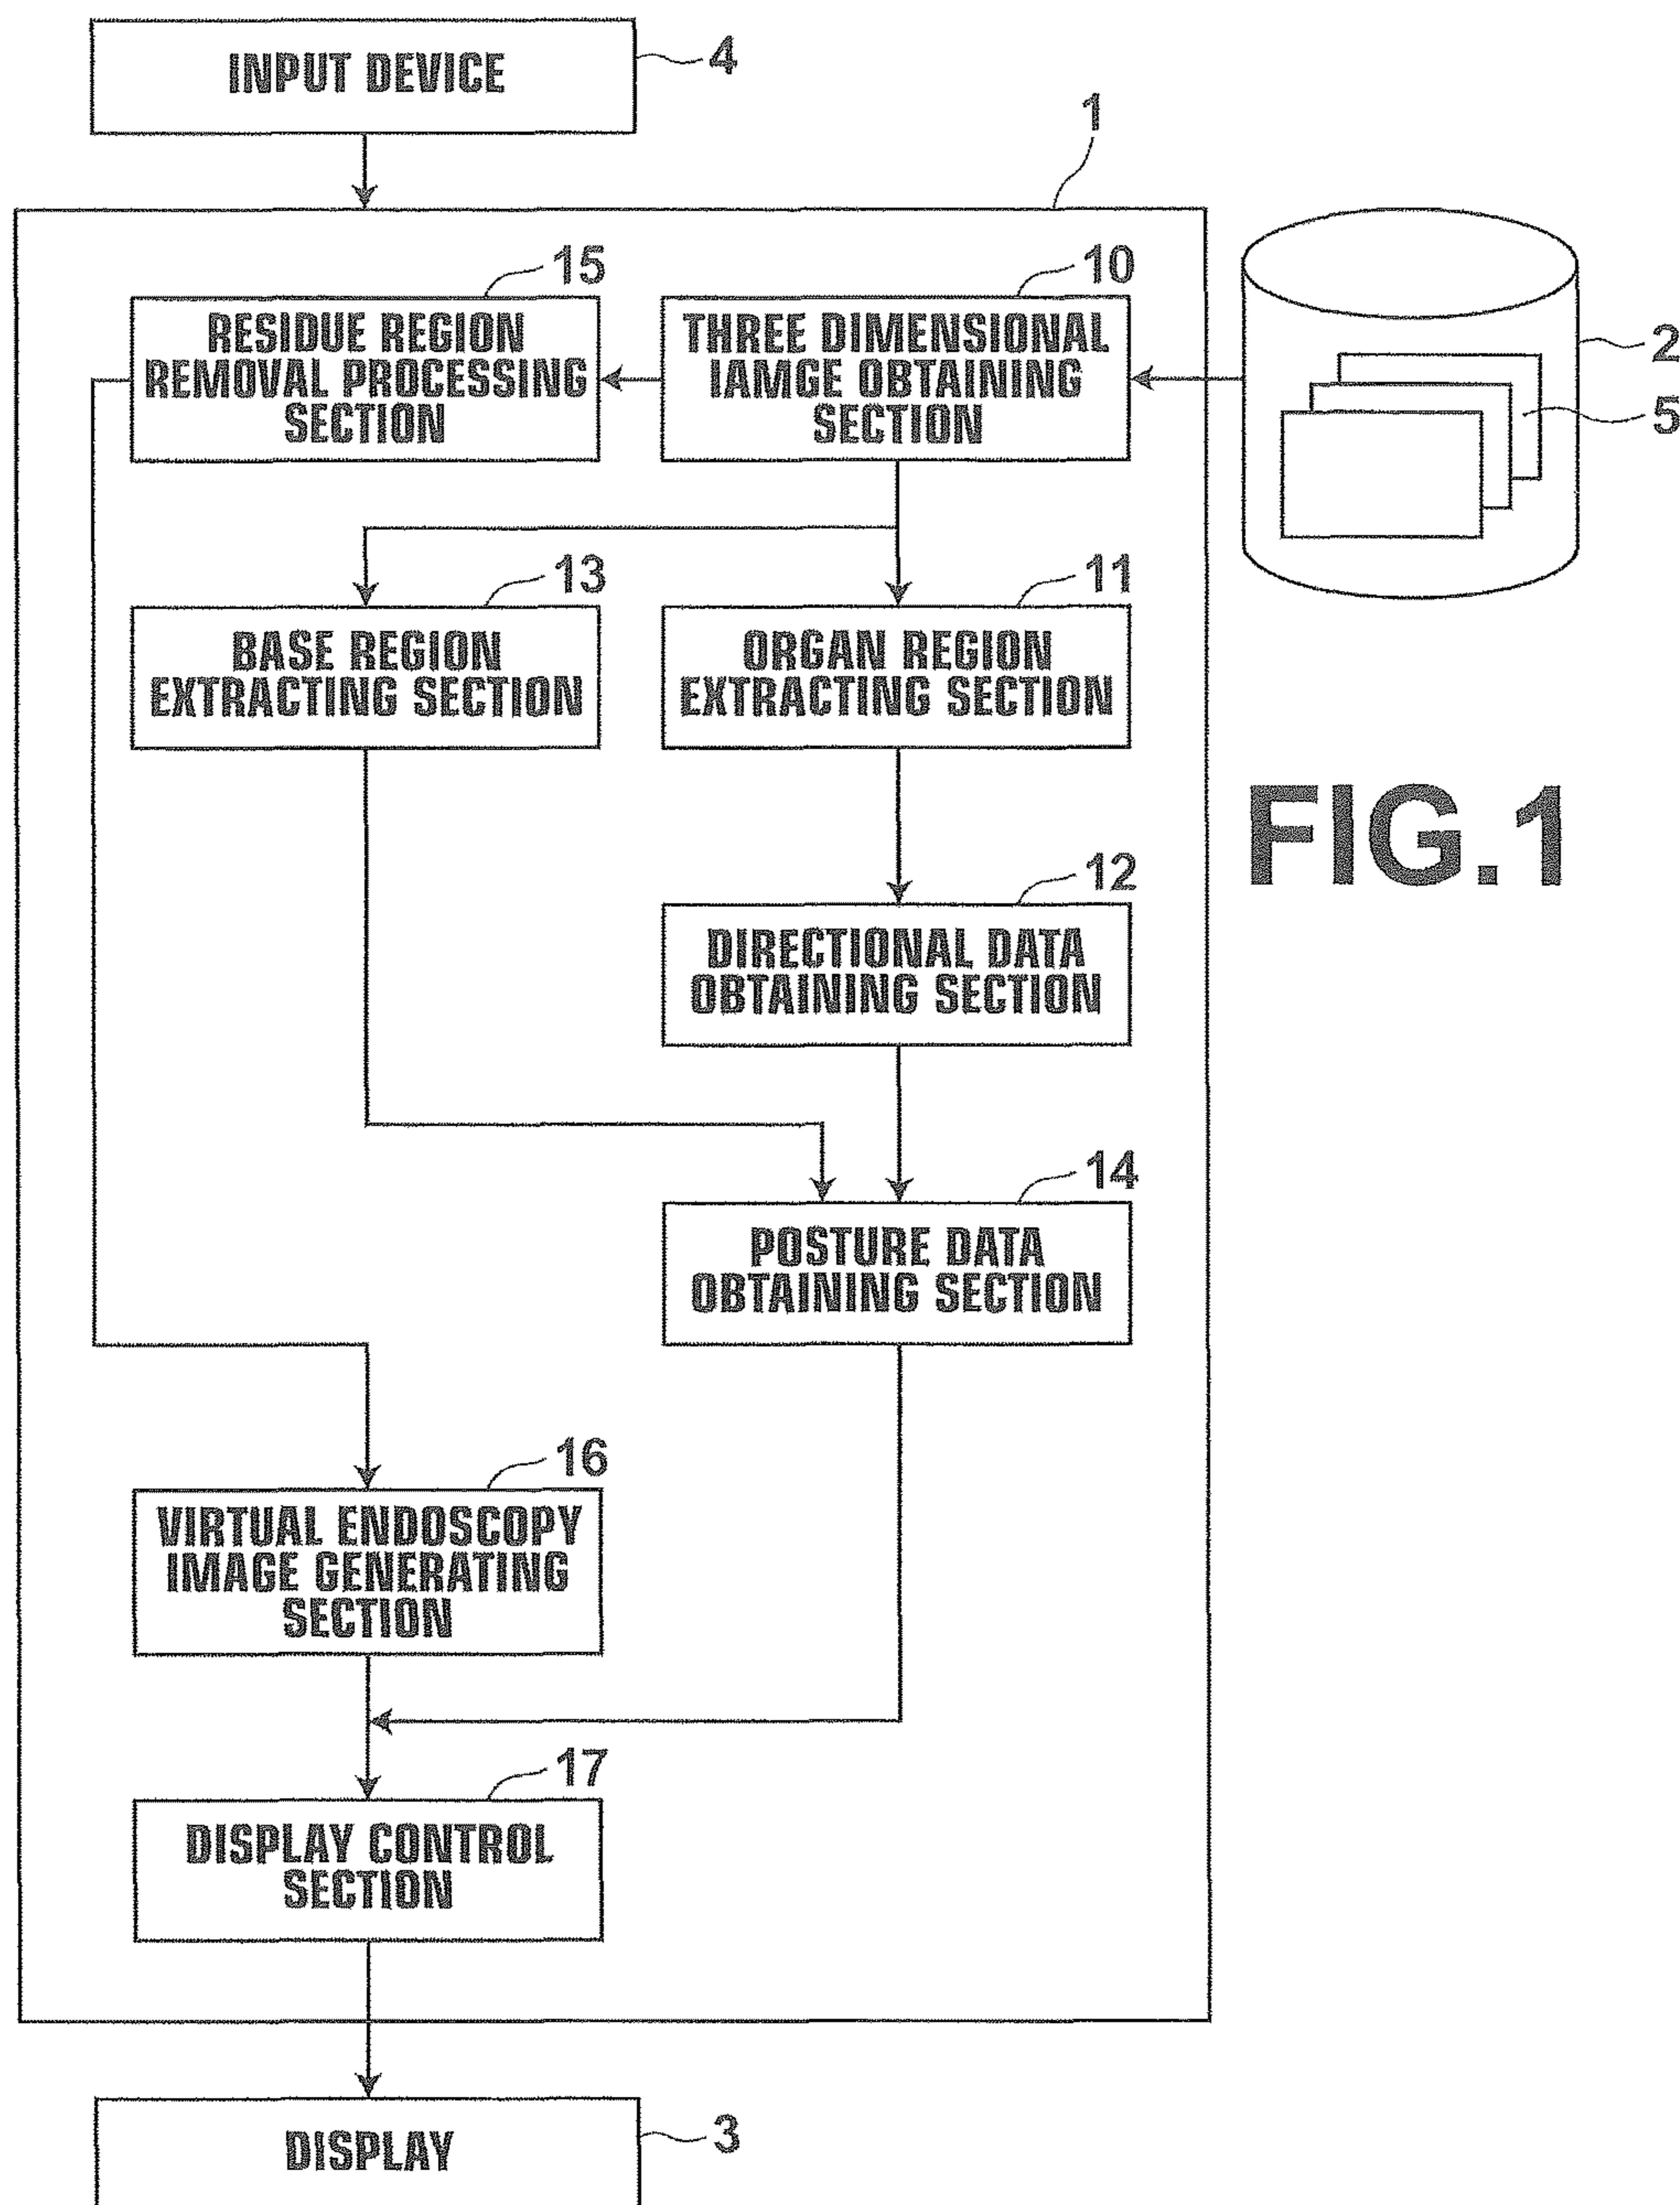 INPUT DEVICE
4
1
15
10
RESIDUE REGION
REMOVAL PROCESSING
SECTION
THREE DIMENSIONAL
IAMGE OBTAINING
SECTION
2
5
13
11
BASE REGION
EXTRACTING SECTION
ORGAN REGION
EXTRACTING SECTION
FIG.1
12
DIRECTIONAL DATA
OBTAINING SECTION
14
POSTURE DATA
OBTAINING SECTION
16
VIRTUAL ENDOSCOPY
IMAGE GENERATING
SECTION
17
DISPLAY CONTROL
SECTION
DISPLAY
3